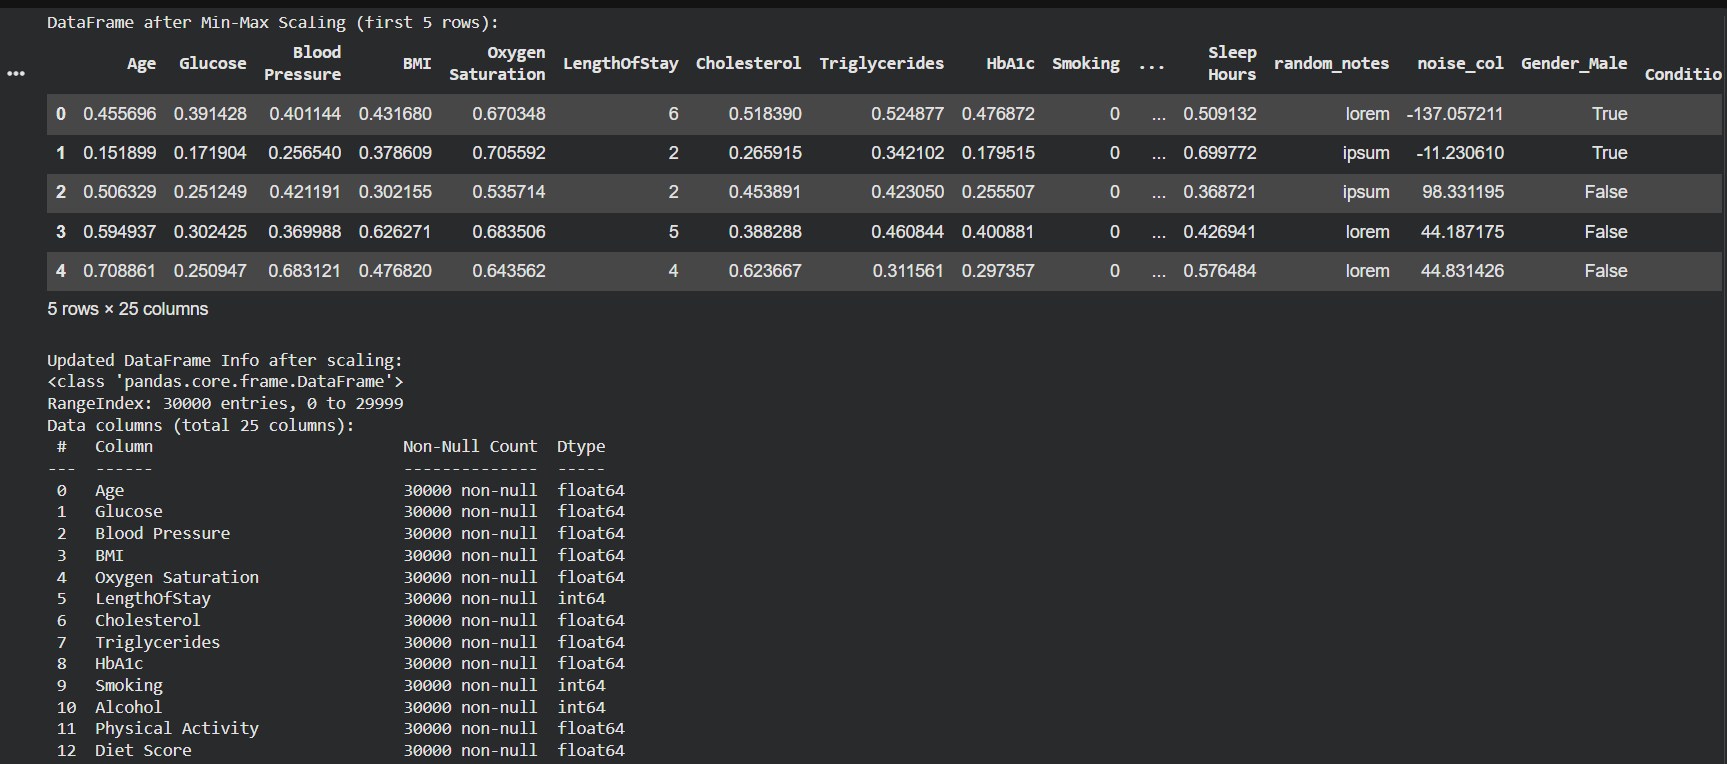 DataFrame after Min-Max Scaling (first 5 rows):
Age Glucose Blood Pressure BMI Oxygen Saturation LengthOfStay Cholesterol Triglycerides HbA1c Smoking ... Sleep Hours random_notes noise_col Gender_Male Conditio
0 0.455696 0.391428 0.401144 0.431680 0.670348 6 0.518390 0.524877 0.476872 0 ... 0.509132 lorem -137.057211 True
1 0.151899 0.171904 0.256540 0.378609 0.705592 2 0.265915 0.342102 0.179515 0 ... 0.699772 ipsum -11.230610 True
2 0.506329 0.251249 0.421191 0.302155 0.535714 2 0.453891 0.423050 0.255507 0 ... 0.368721 ipsum 98.331195 False
3 0.594937 0.302425 0.369988 0.626271 0.683506 5 0.388288 0.460844 0.400881 0 ... 0.426941 lorem 44.187175 False
4 0.708861 0.250947 0.683121 0.476820 0.643562 4 0.623667 0.311561 0.297357 0 ... 0.576484 lorem 44.831426 False
5 rows × 25 columns
Updated DataFrame Info after scaling:
<class 'pandas.core.frame.DataFrame'>
RangeIndex: 30000 entries, 0 to 29999
Data columns (total 25 columns):
# Column Non-Null Count Dtype
--- ------ -------------- -----
0 Age 30000 non-null float64
1 Glucose 30000 non-null float64
2 Blood Pressure 30000 non-null float64
3 BMI 30000 non-null float64
4 Oxygen Saturation 30000 non-null float64
5 LengthOfStay 30000 non-null int64
6 Cholesterol 30000 non-null float64
7 Triglycerides 30000 non-null float64
8 HbA1c 30000 non-null float64
9 Smoking 30000 non-null int64
10 Alcohol 30000 non-null int64
11 Physical Activity 30000 non-null float64
12 Diet Score 30000 non-null float64